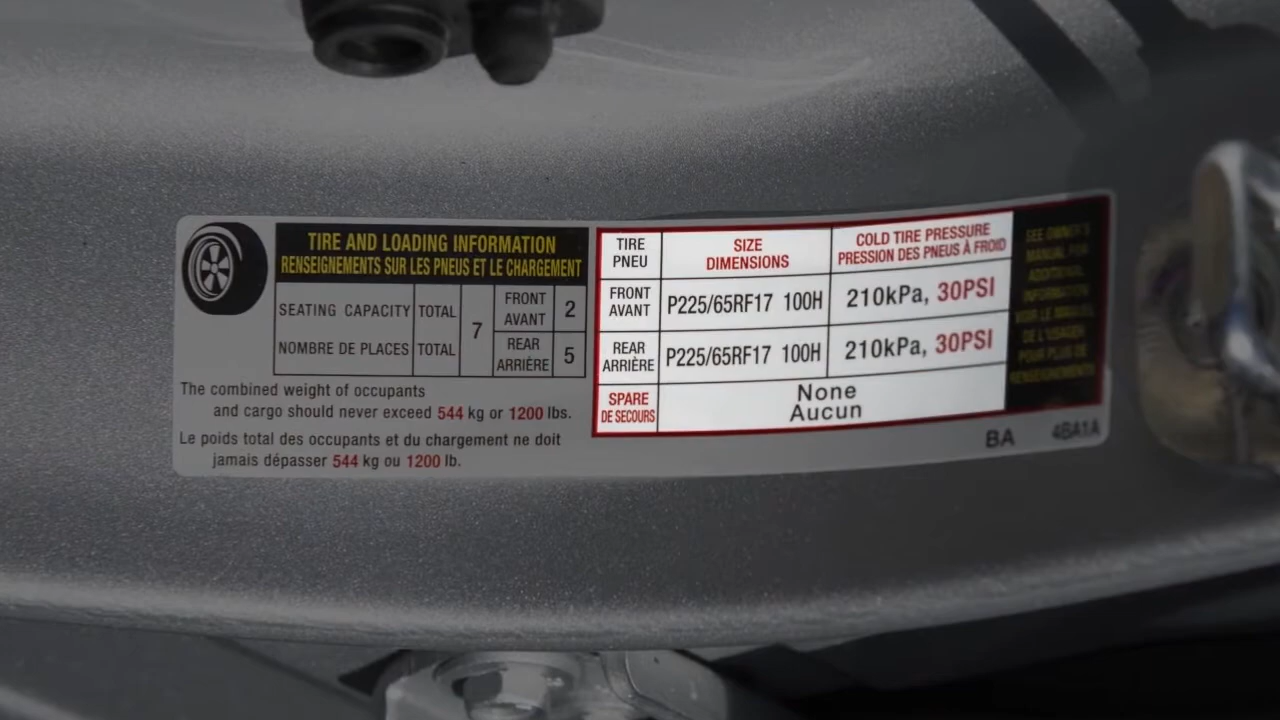 TIRE AND LOADING INFORMATION
RENSEIGNEMENTS SUR LES PNEUS ET LE CHARGEMENT
SEATING CAPACITY TOTAL 7 FRONT AVANT 2
NOMBRE DE PLACES TOTAL REAR ARRIÈRE 5
The combined weight of occupants
and cargo should never exceed 544 kg or 1200 lbs.
Le poids total des occupants et du chargement ne doit
jamais dépasser 544 kg ou 1200 lb.
TIRE PNEU SIZE DIMENSIONS COLD TIRE PRESSURE PRESSION DES PNEUS À FROID
FRONT AVANT P225/65RF17 100H 210kPa, 30PSI
REAR ARRIÈRE P225/65RF17 100H 210kPa, 30PSI
SPARE DE SECOURS None Aucun
SEE OWNER'S
MANUAL FOR
ADDITIONAL
INFORMATION
VOIR LE MANUEL
DE L'USAGER
POUR PLUS DE
RENSEIGNEMENTS
BA 4BA1A